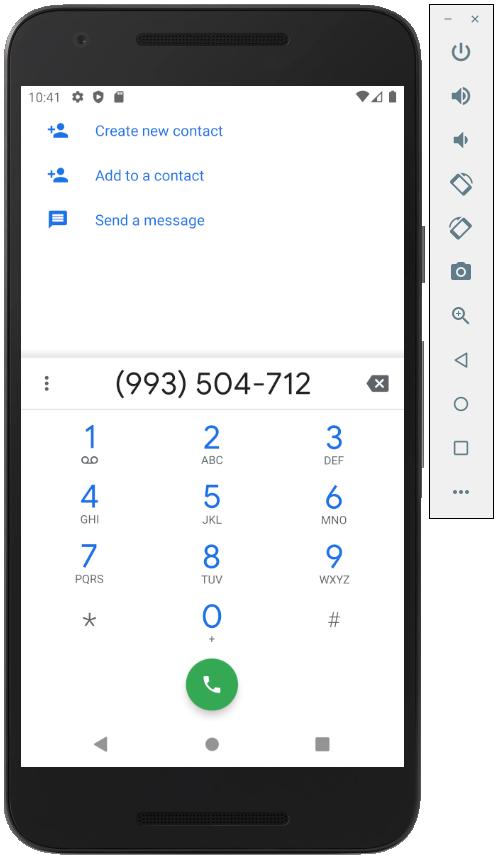 10:41
Create new contact
Add to a contact
Send a message
(993) 504-712
1 2 3
ABC DEF
4 5 6
GHI JKL MNO
7 8 9
PQRS TUV WXYZ
* 0 #
+